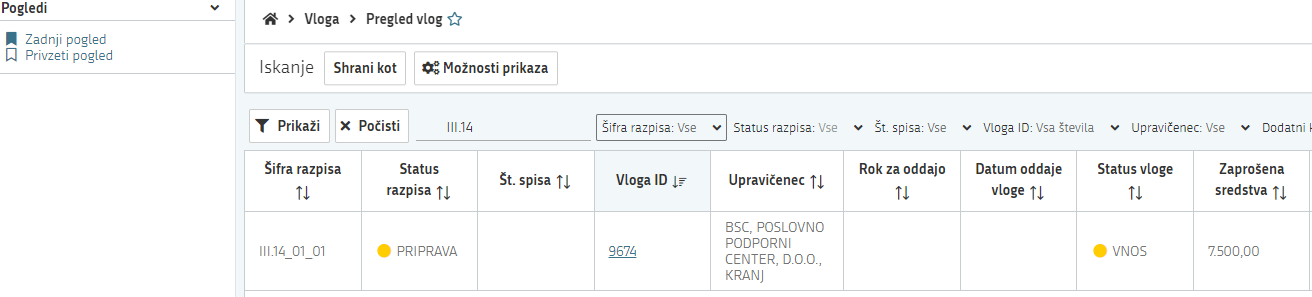 Pogledi
Zadnji pogled
Privzeti pogled
Vloga
Pregled vlog
Iskanje
Shrani kot
Možnosti prikaza
Prikaži
Počisti
III.14
Šifra razpisa: Vse
Status razpisa: Vse
Št. spisa: Vse
Vloga ID: Vsa števila
Upravičenec: Vse
Dodatni
Šifra razpisa
Status
razpisa
Št. spisa
Vloga ID
Upravičenec
Rok za oddajo
Datum oddaje
vloge
Status vloge
Zaprošena
sredstva
III.14_01_01
PRIPRAVA
9674
BSC, POSLOVNO
PODPORNI
CENTER, D.O.O.,
KRANJ
VNOS
7.500,00